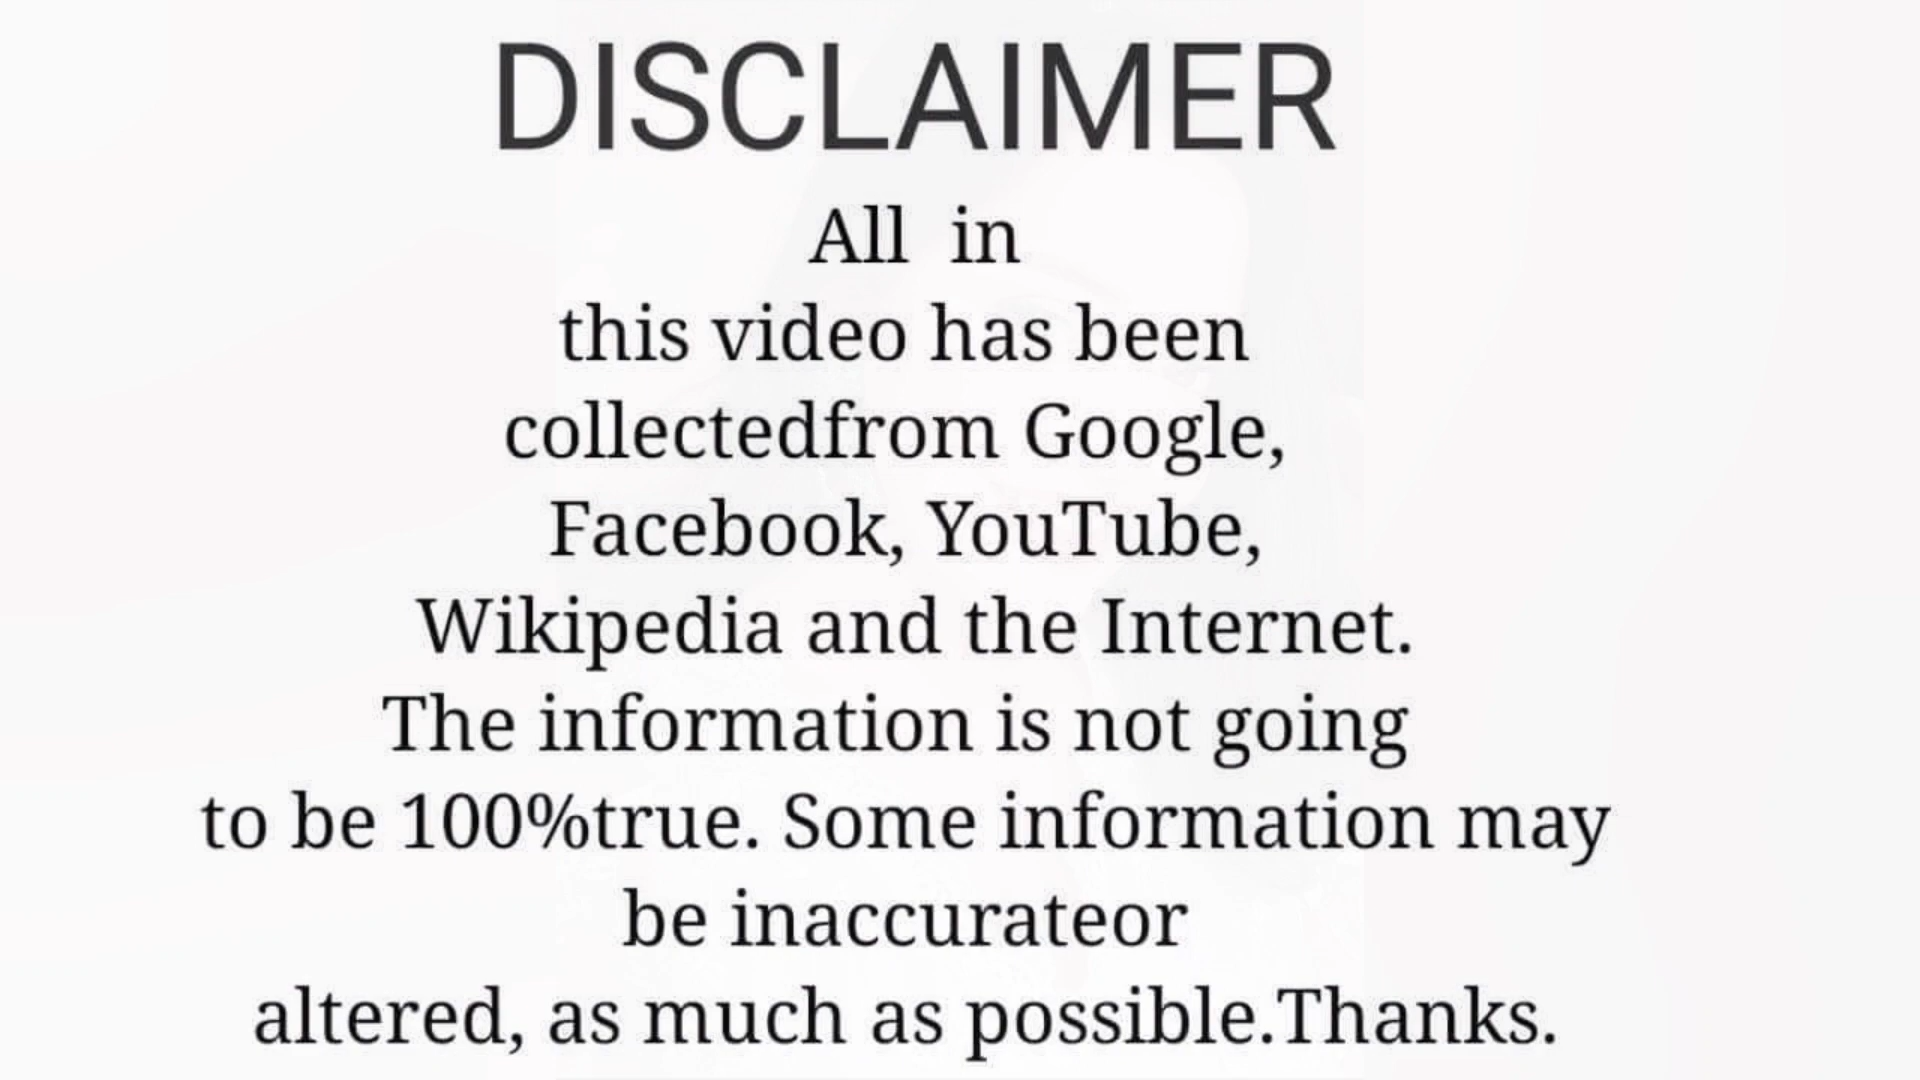 DISCLAIMER
All  in
this video has been
collectedfrom Google,
Facebook, YouTube,
Wikipedia and the Internet.
The information is not going
to be 100%true. Some information may
be inaccurateor
altered, as much as possible.Thanks.